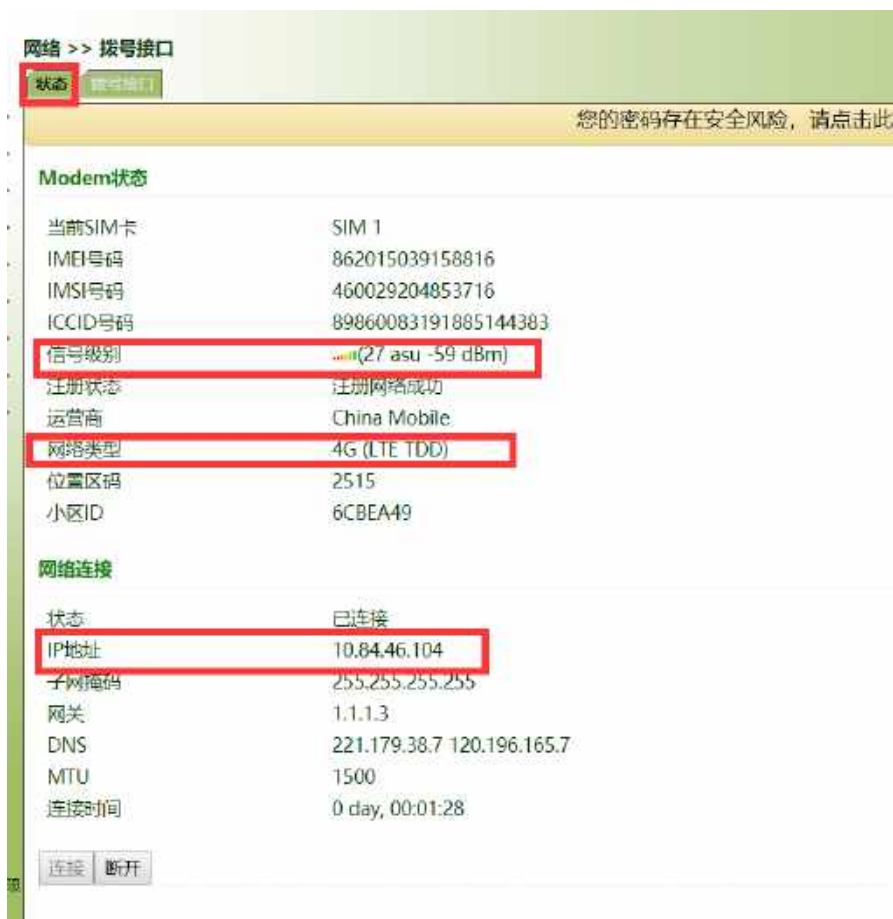 网络 >> 拨号接口
状态 拨号接口
您的密码存在安全风险，请点击此
Modem状态
当前SIM卡 SIM 1
IMEI号码 862015039158816
IMSI号码 460029204853716
ICCID号码 89860083191885144383
信号级别 (27 asu -59 dBm)
注册状态 注册网络成功
运营商 China Mobile
网络类型 4G (LTE TDD)
位置区码 2515
小区ID 6CBEA49
网络连接
状态 已连接
IP地址 10.84.46.104
子网掩码 255.255.255.255
网关 1.1.1.3
DNS 221.179.38.7 120.196.165.7
MTU 1500
连接时间 0 day, 00:01:28
连接 断开